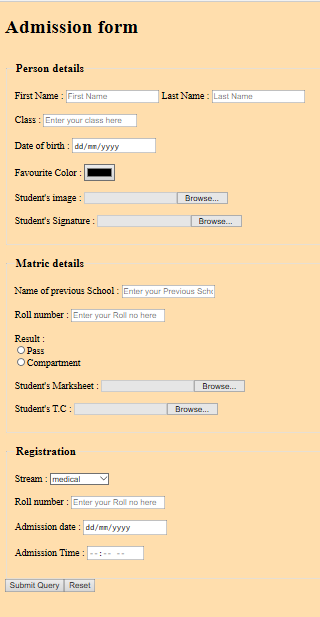 Admission form
Person details
First Name : First Name Last Name : Last Name
Class : Enter your class here
Date of birth : dd/mm/yyyy
Favourite Color :
Student's image : Browse...
Student's Signature : Browse...
Matric details
Name of previous School : Enter your Previous Scho
Roll number : Enter your Roll no here
Result :
Pass
Compartment
Student's Marksheet : Browse...
Student's T.C : Browse...
Registration
Stream : medical
Roll number : Enter your Roll no here
Admission date : dd/mm/yyyy
Admission Time : --:-- --
Submit Query Reset